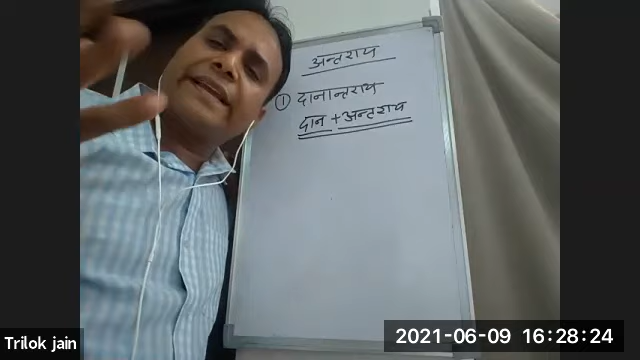 अन्तराय
① दानान्तराय
दान + अन्तराय
Trilok jain
2021-06-09 16:28:24